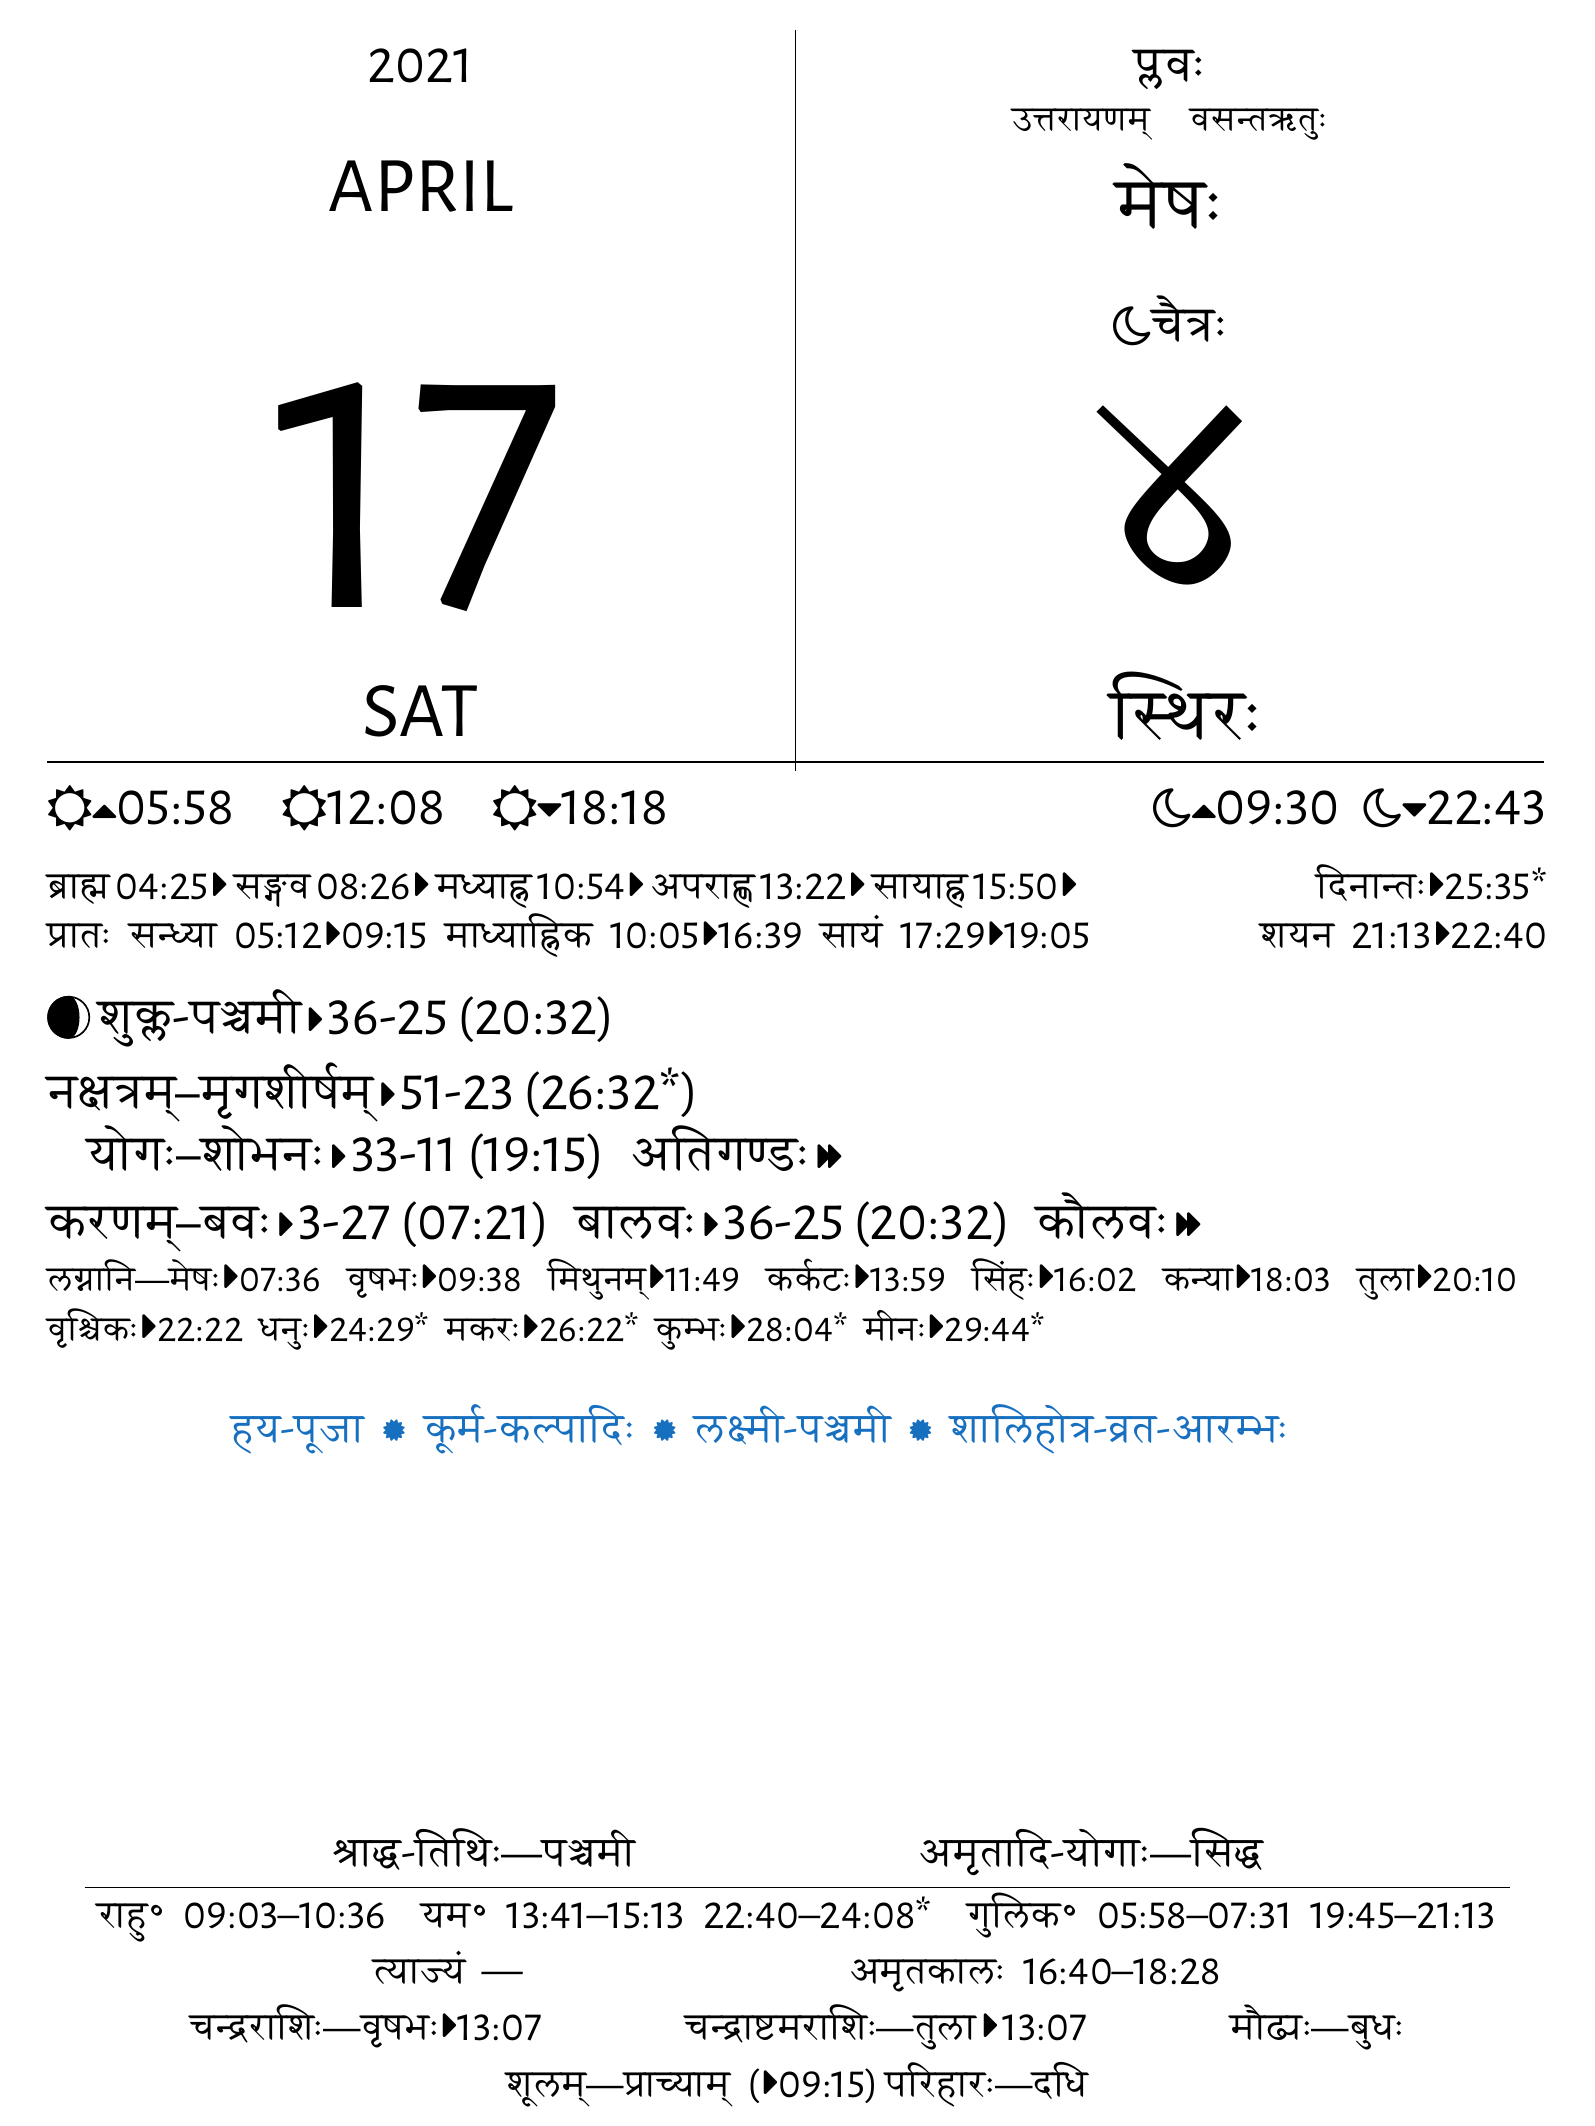 2021
APRIL
17
SAT
प्लवः
उत्तरायणम् वसन्तऋतुः
मेषः
चैत्रः
४
स्थिरः
05:58 12:08 18:18 09:30 22:43
ब्राह्म 04:25 सङ्गव 08:26 मध्याह्न 10:54 अपराह्ण 13:22 सायाह्न 15:50 दिनान्तः 25:35*
प्रातः सन्ध्या 05:12 09:15 माध्याह्निक 10:05 16:39 सायं 17:29 19:05 शयन 21:13 22:40
शुक्ल-पञ्चमी 36-25 (20:32)
नक्षत्रम्–मृगशीर्षम् 51-23 (26:32*)
योगः–शोभनः 33-11 (19:15) अतिगण्डः
करणम्–बवः 3-27 (07:21) बालवः 36-25 (20:32) कौलवः
लग्नानि—मेषः 07:36 वृषभः 09:38 मिथुनम् 11:49 कर्कटः 13:59 सिंहः 16:02 कन्या 18:03 तुला 20:10
वृश्चिकः 22:22 धनुः 24:29* मकरः 26:22* कुम्भः 28:04* मीनः 29:44*
हय-पूजा ✹ कूर्म-कल्पादिः ✹ लक्ष्मी-पञ्चमी ✹ शालिहोत्र-व्रत-आरम्भः
श्राद्ध-तिथिः—पञ्चमी अमृतादि-योगाः—सिद्ध
राहु॰ 09:03–10:36 यम॰ 13:41–15:13 22:40–24:08* गुलिक॰ 05:58–07:31 19:45–21:13
त्याज्यं — अमृतकालः 16:40–18:28
चन्द्रराशिः—वृषभः 13:07 चन्द्राष्टमराशिः—तुला 13:07 मौढ्यः—बुधः
शूलम्—प्राच्याम् (09:15) परिहारः—दधि